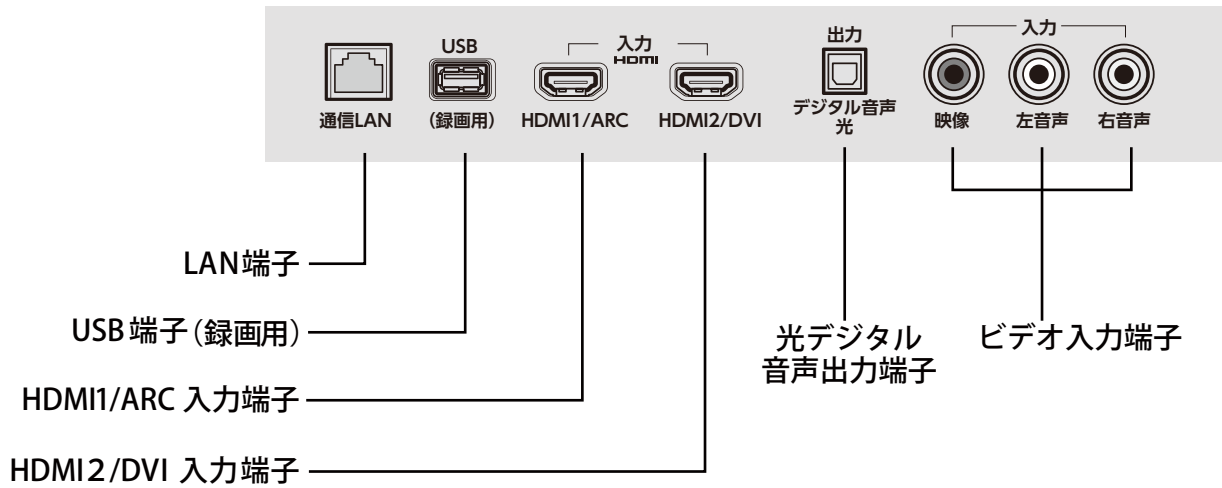 USB
入力
HDMI
出力
入力
通信LAN
(録画用)
HDMI1/ARC
HDMI2/DVI
デジタル音声
光
映像
左音声
右音声
LAN端子
USB端子(録画用)
HDMI1/ARC 入力端子
HDMI2/DVI 入力端子
光デジタル
音声出力端子
ビデオ入力端子